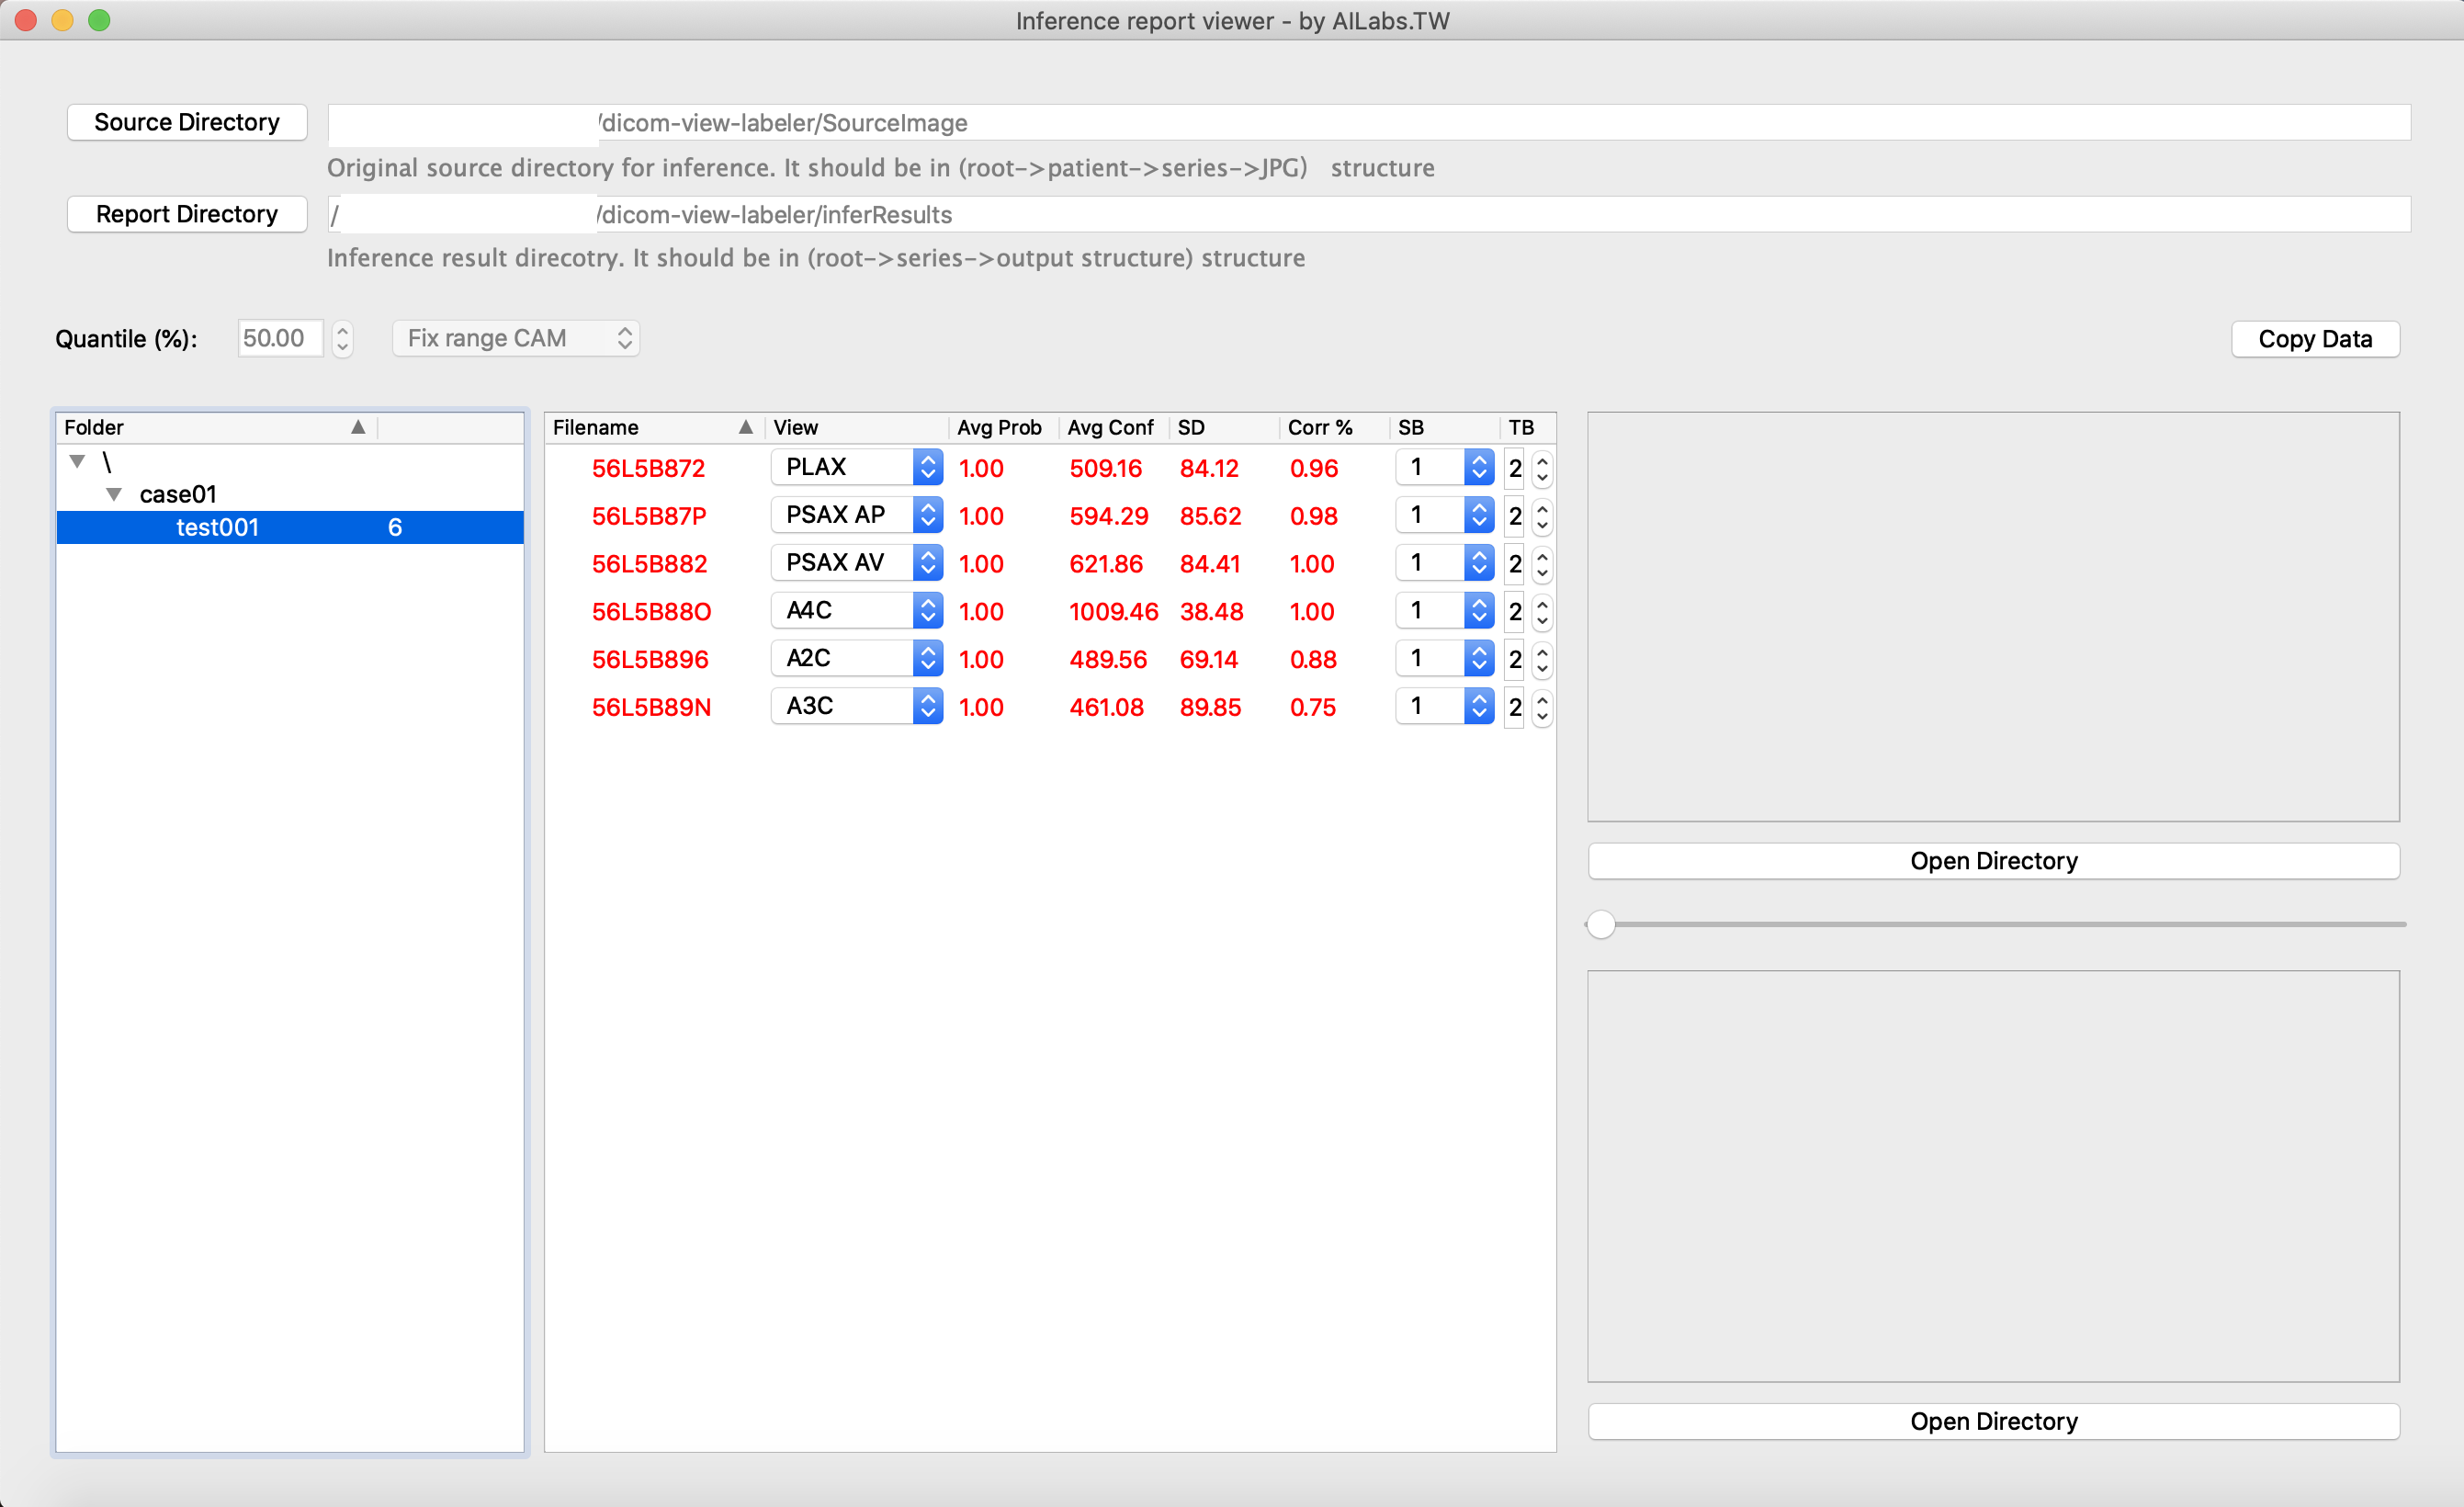 Inference report viewer - by AILabs.TW
Source Directory /dicom-view-labeler/SourceImage
Original source directory for inference. It should be in (root->patient->series->JPG) structure
Report Directory / /dicom-view-labeler/inferResults
Inference result direcotry. It should be in (root->series->output structure) structure
Quantile (%): 50.00 Fix range CAM Copy Data
Folder
\
case01
test001 6
Filename View Avg Prob Avg Conf SD Corr % SB TB
56L5B872 PLAX 1.00 509.16 84.12 0.96 1 2
56L5B87P PSAX AP 1.00 594.29 85.62 0.98 1 2
56L5B882 PSAX AV 1.00 621.86 84.41 1.00 1 2
56L5B88O A4C 1.00 1009.46 38.48 1.00 1 2
56L5B896 A2C 1.00 489.56 69.14 0.88 1 2
56L5B89N A3C 1.00 461.08 89.85 0.75 1 2
Open Directory
Open Directory